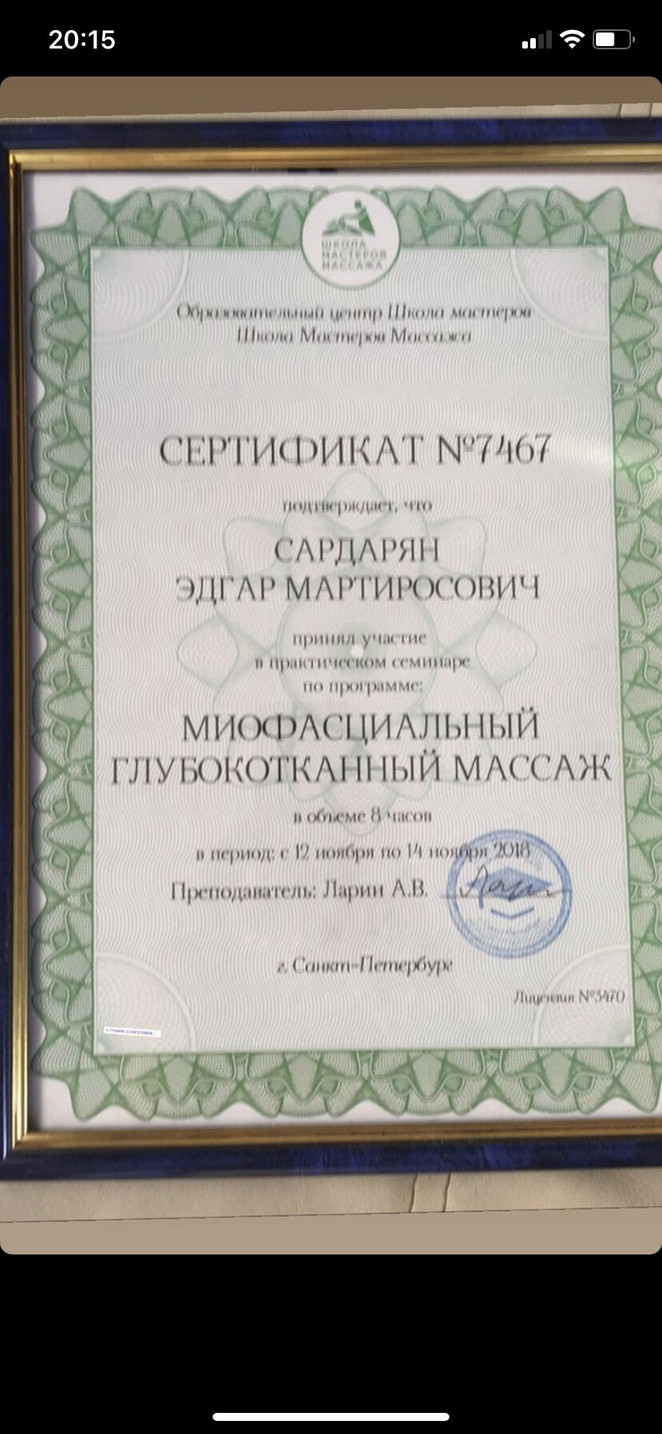 20:15
ШКОЛА
МАСТЕРОВ
МАССАЖА
Образовательный центр Школа мастеров
Школа Мастеров Массажа
СЕРТИФИКАТ №7467
подтверждает, что
САРДАРЯН
ЭДГАР МАРТИРОСОВИЧ
принял участие
в практическом семинаре
по программе:
МИОФАСЦИАЛЬНЫЙ
ГЛУБОКОТКАННЫЙ МАССАЖ
в объеме 8 часов
в период: с 12 ноября по 14 ноября 2018
Преподаватель: Ларин А.В.
г. Санкт-Петербург
Лицензия №3470